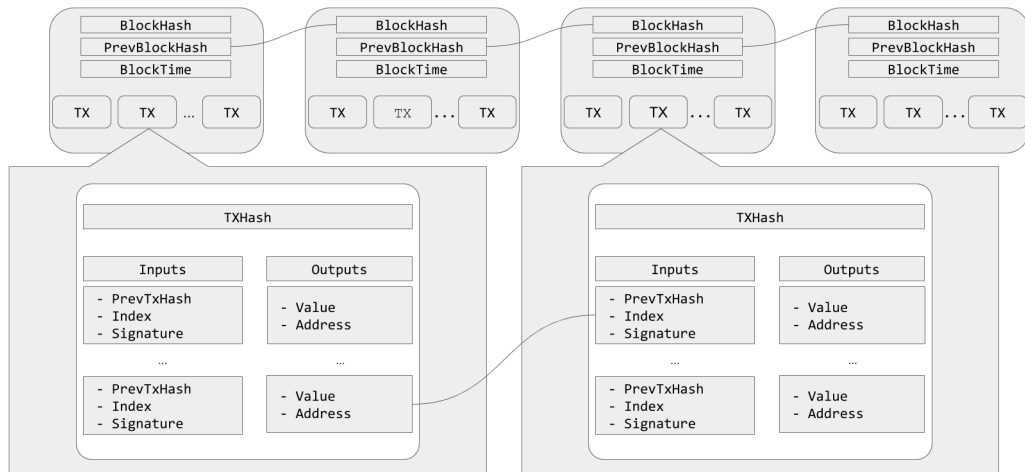 BlockHash
PrevBlockHash
BlockTime
TX TX ... TX
BlockHash
PrevBlockHash
BlockTime
TX TX ... TX
BlockHash
PrevBlockHash
BlockTime
TX TX ... TX
BlockHash
PrevBlockHash
BlockTime
TX TX ... TX
TXHash
Inputs
- PrevTxHash
- Index
- Signature
...
- PrevTxHash
- Index
- Signature
Outputs
- Value
- Address
...
- Value
- Address
TXHash
Inputs
- PrevTxHash
- Index
- Signature
...
- PrevTxHash
- Index
- Signature
Outputs
- Value
- Address
...
- Value
- Address